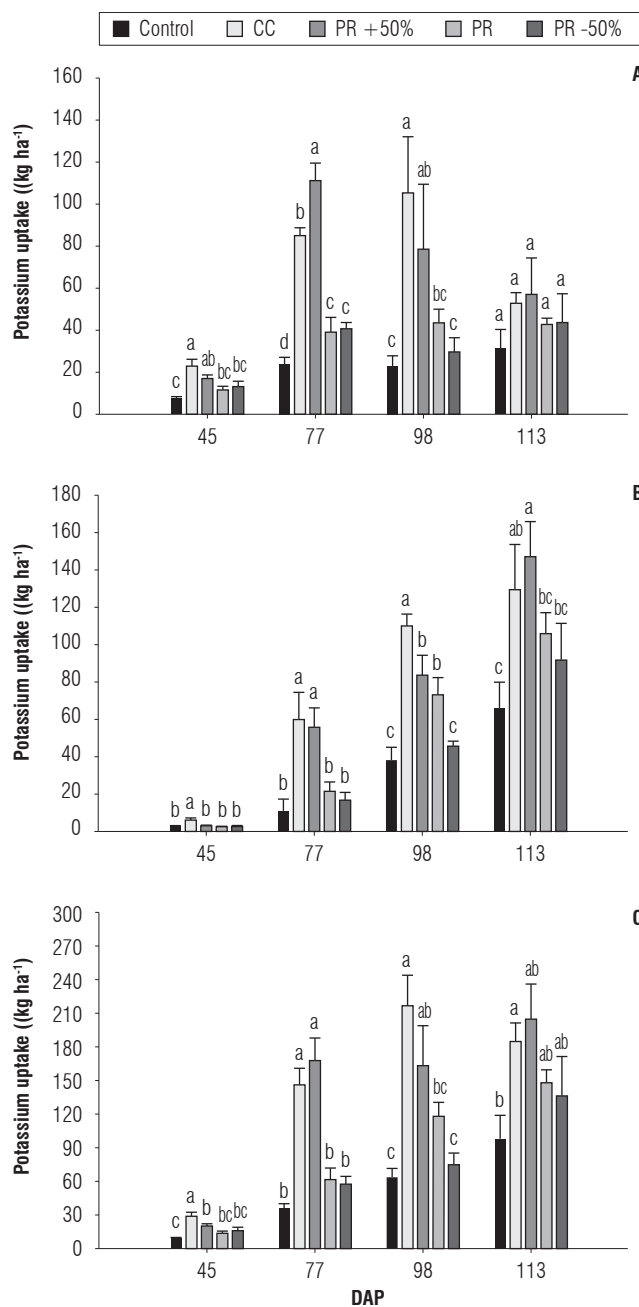 Control CC PR +50% PR PR -50%
A
Potassium uptake ((kg ha-1)
160
140
120
100
80
60
40
20
0
c a ab bc bc
d b a c c
c a ab bc c
a a a a a
45 77 98 113
B
Potassium uptake ((kg ha-1)
180
160
140
120
100
80
60
40
20
0
b a b b b
b a a b b
c a b b c
c ab a bc bc
45 77 98 113
C
Potassium uptake ((kg ha-1)
300
270
240
210
180
150
120
90
60
30
0
c a b bc bc
b a a b b
c a ab bc c
b a ab ab ab
45 77 98 113
DAP